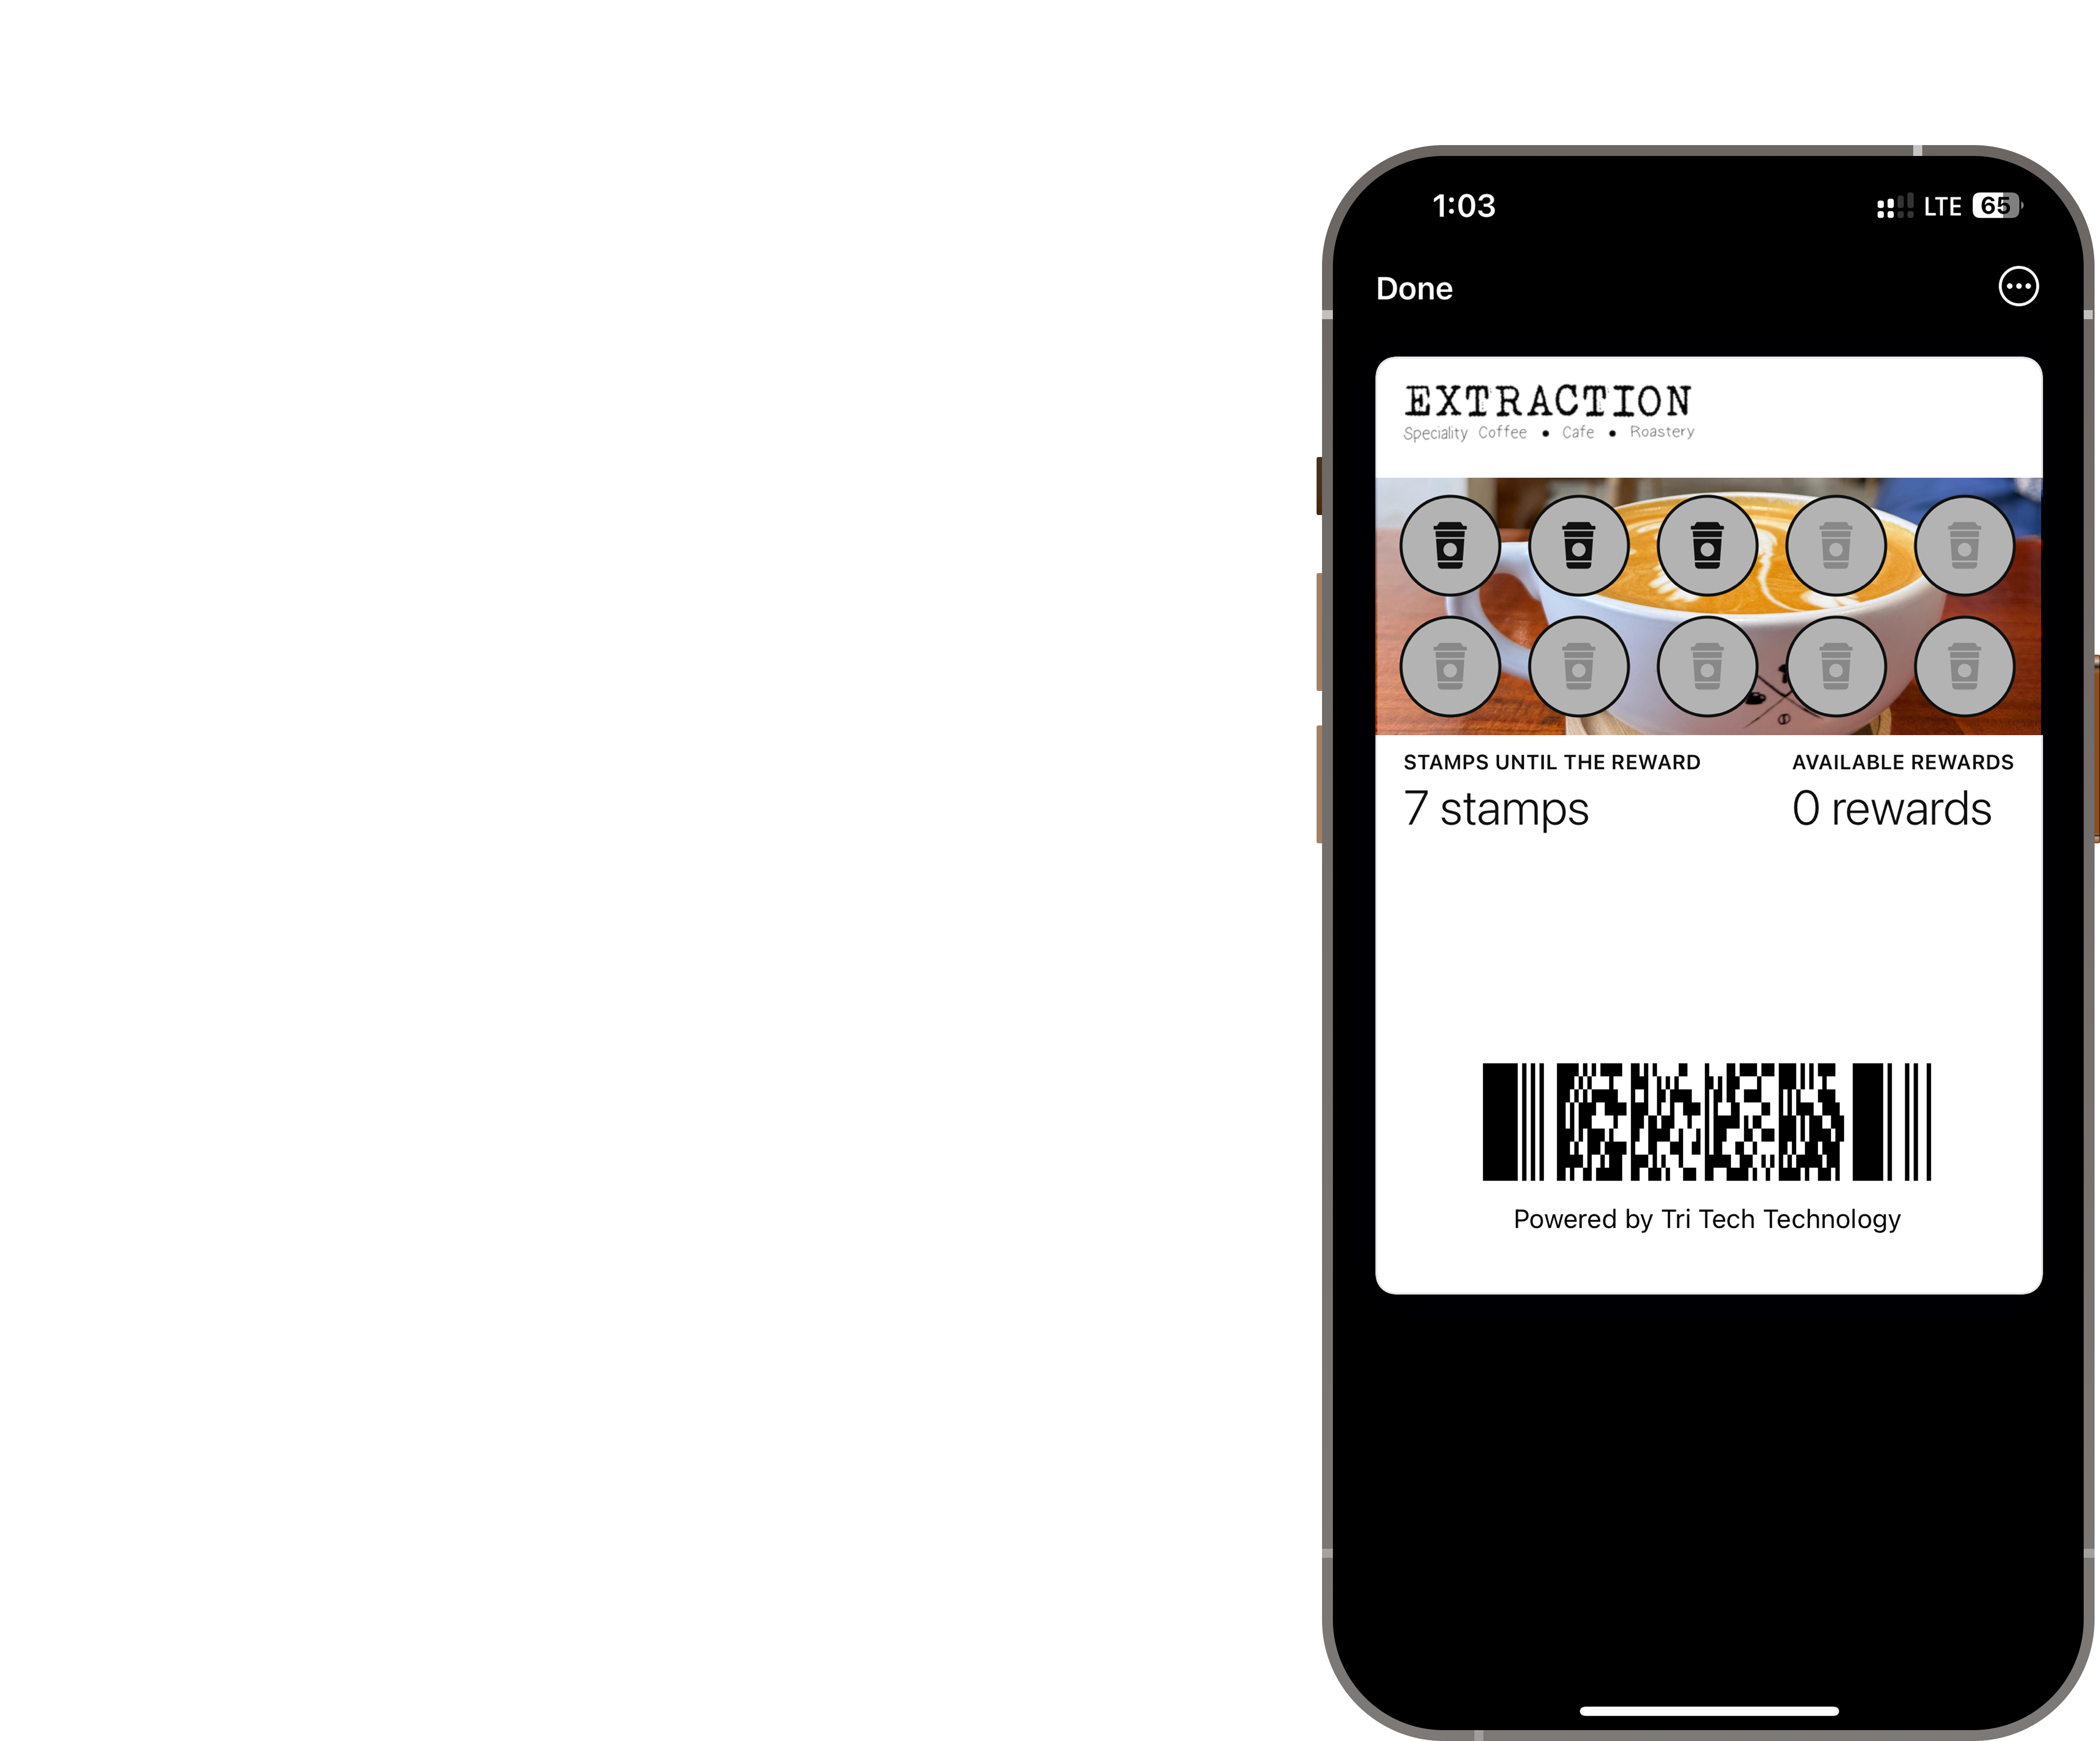 1:03
LTE 65
Done
EXTRACTION
Speciality Coffee • Cafe • Roastery
STAMPS UNTIL THE REWARD
AVAILABLE REWARDS
7 stamps
0 rewards
Powered by Tri Tech Technology